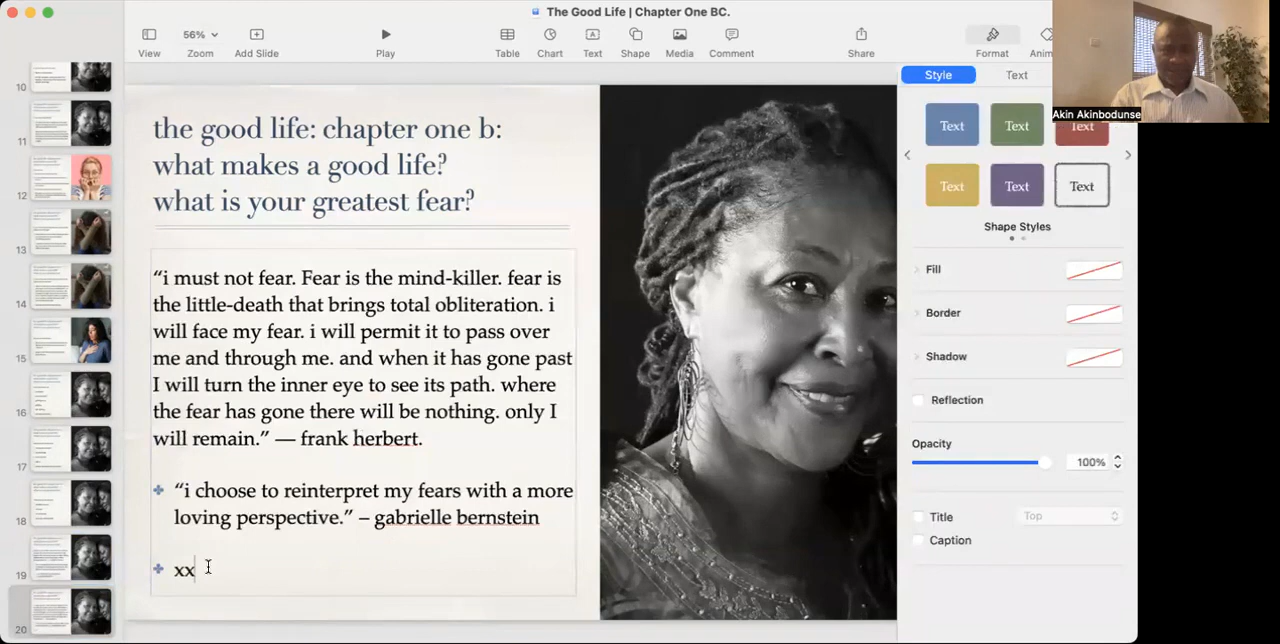 The Good Life | Chapter One BC.
View
56%
Zoom
Add Slide
Play
Table
Chart
Text
Shape
Media
Comment
Share
Format
Style
Text
Akin Akinbodunse
10
11
12
13
14
15
16
17
18
19
20
the good life: chapter one b:
what makes a good life?
what is your greatest fear?
“i must not fear. Fear is the mind-killer. fear is
the little-death that brings total obliteration. i
will face my fear. i will permit it to pass over
me and through me. and when it has gone past
I will turn the inner eye to see its path. where
the fear has gone there will be nothing. only I
will remain.” — frank herbert.
“i choose to reinterpret my fears with a more
loving perspective.” – gabrielle bernstein
xx
Text
Text
Text
Text
Text
Text
Shape Styles
Fill
Border
Shadow
Reflection
Opacity
100%
Title
Top
Caption